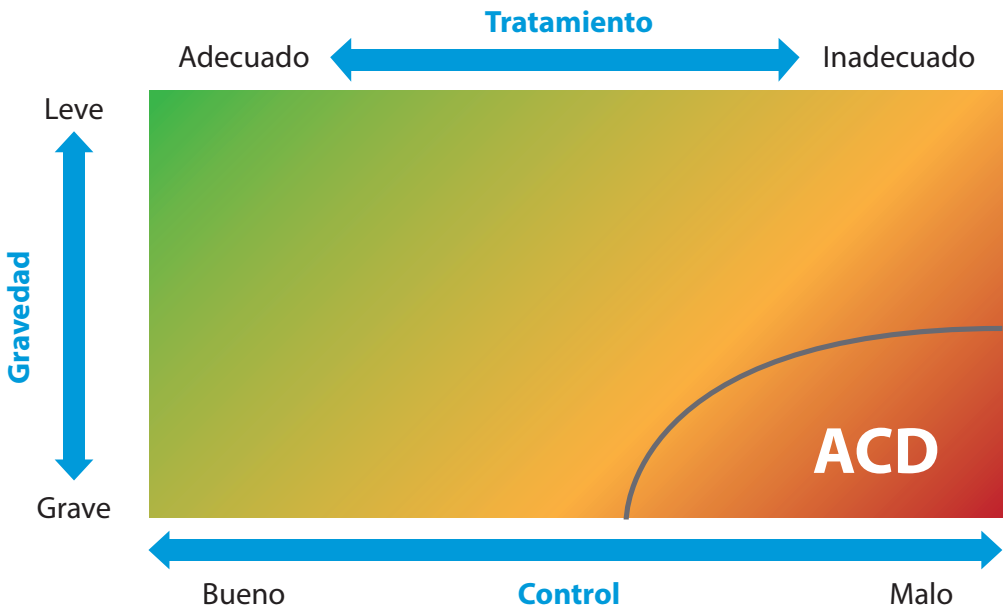 Tratamiento
Adecuado
Inadecuado
Leve
Gravedad
Grave
ACD
Bueno
Control
Malo